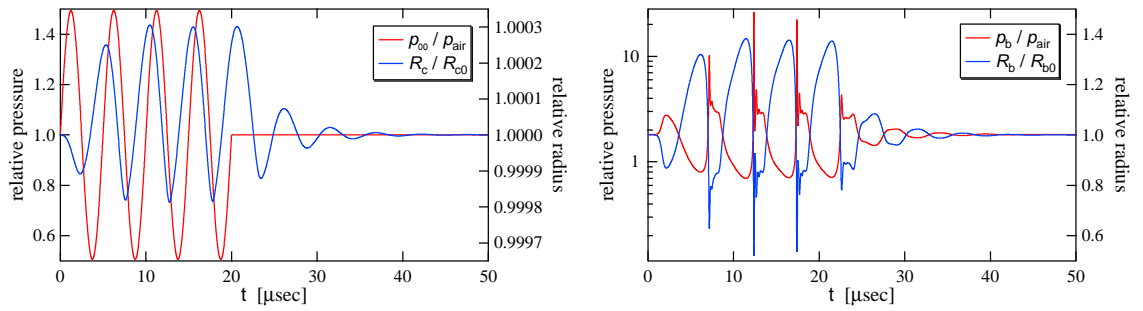 1.4
1.2
1.0
0.8
0.6
relative pressure
p∞ / pair
Rc / Rc0
1.0003
1.0002
1.0001
1.0000
0.9999
0.9998
0.9997
relative radius
0 10 20 30 40 50
t [μsec]
10
1
relative pressure
pb / pair
Rb / Rb0
1.4
1.2
1.0
0.8
0.6
relative radius
0 10 20 30 40 50
t [μsec]